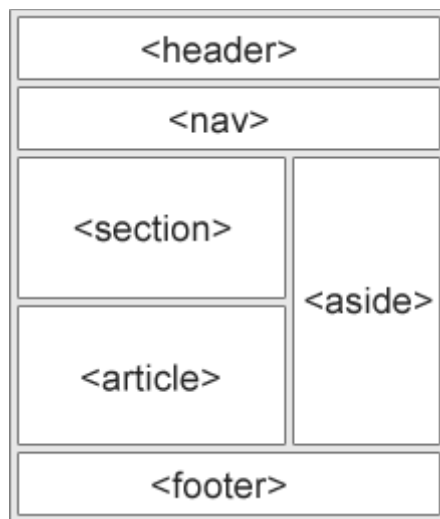 <header>
<nav>
<section>
<aside>
<article>
<footer>